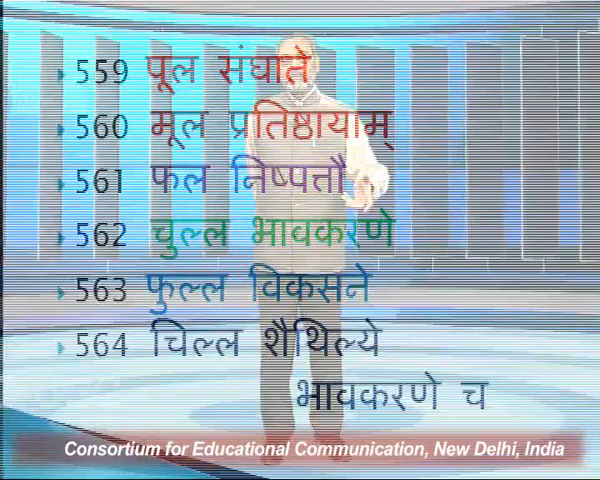 559 पूल संघाते
560 मूल प्रतिष्ठायाम्
561 फल निष्पत्तौ
562 चुल्ल भावकरणे
563 फुल्ल विकसने
564 चिल्ल शैथिल्ये
भावकरणे च
Consortium for Educational Communication, New Delhi, India